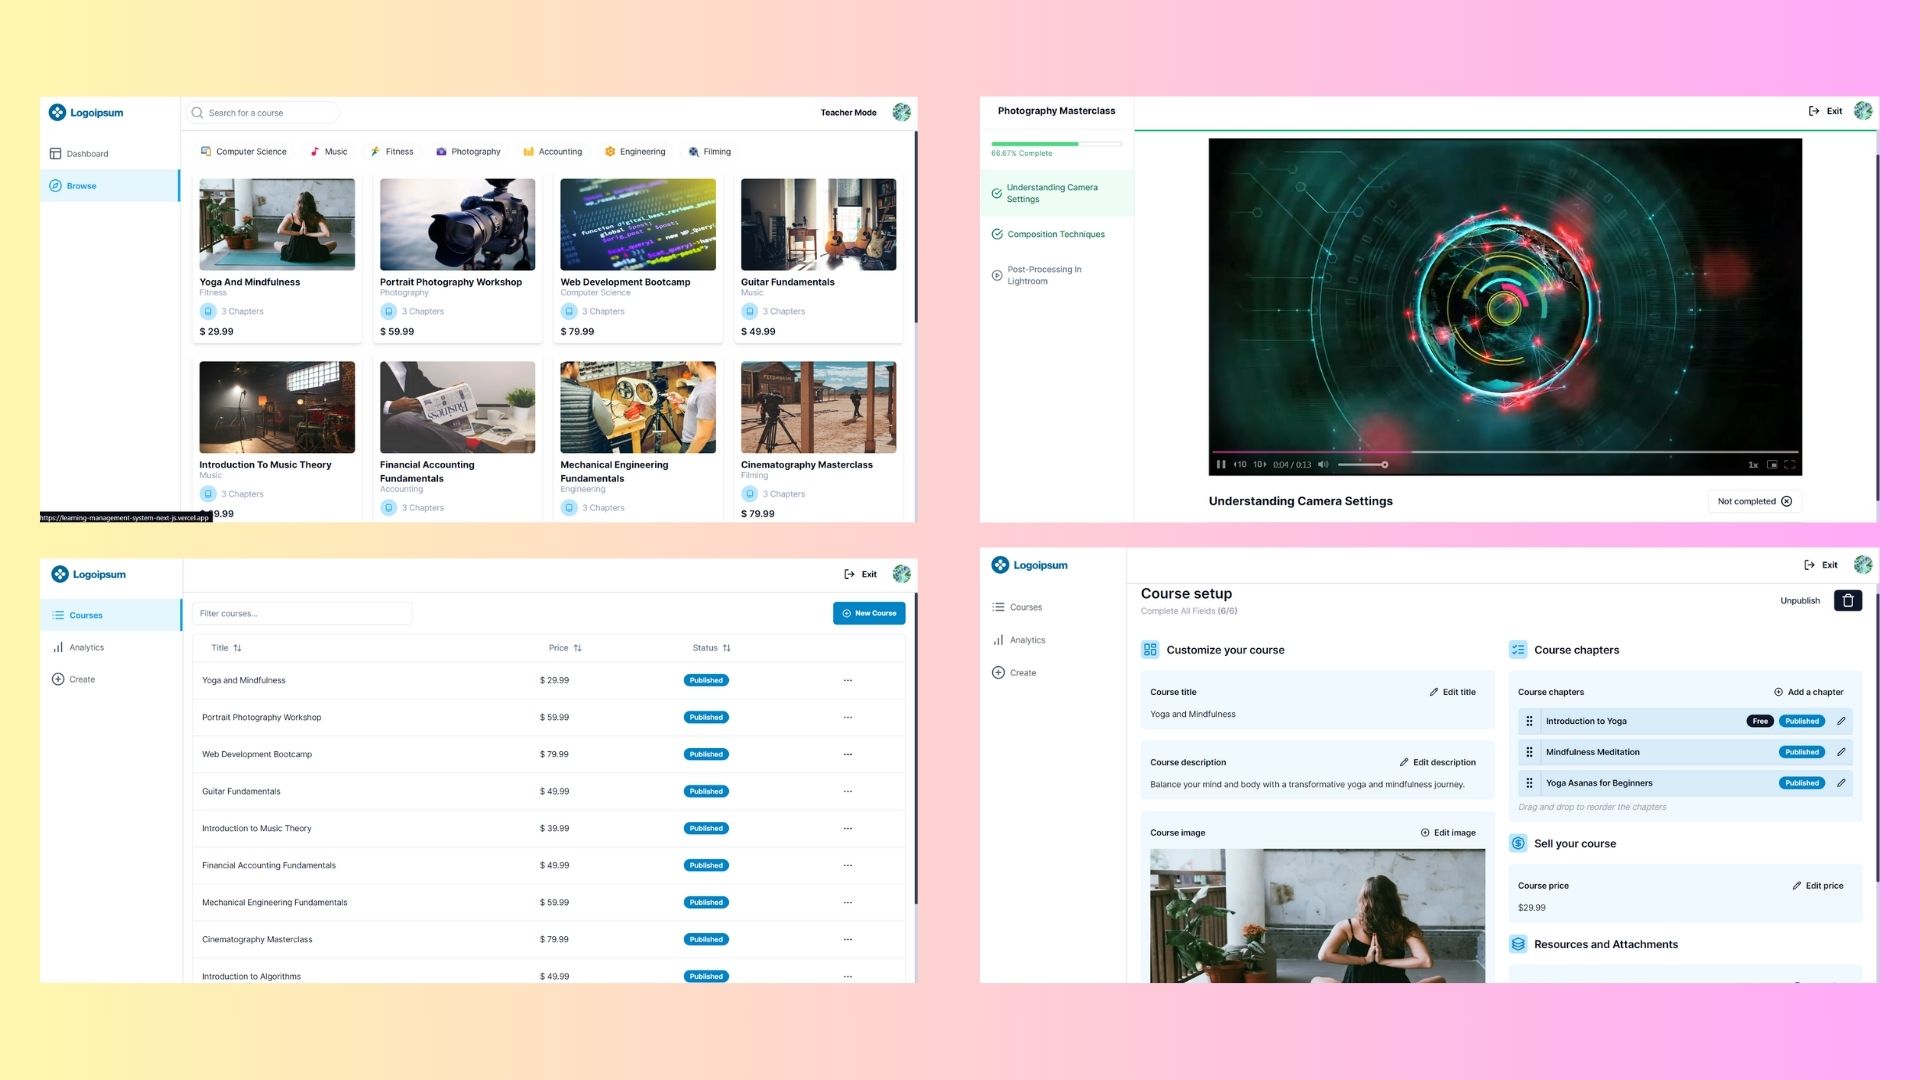 Logoipsum
Search for a course
Teacher Mode
Dashboard
Browse
Computer Science
Music
Fitness
Photography
Accounting
Engineering
Filming
Yoga And Mindfulness
Fitness
3 Chapters
$ 29.99
Portrait Photography Workshop
Photography
3 Chapters
$ 59.99
Web Development Bootcamp
Computer Science
3 Chapters
$ 79.99
Guitar Fundamentals
Music
3 Chapters
$ 49.99
Introduction To Music Theory
Music
3 Chapters
9.99
Financial Accounting
Fundamentals
Accounting
3 Chapters
Business
Mechanical Engineering
Fundamentals
Engineering
3 Chapters
Cinematography Masterclass
Filming
3 Chapters
$ 79.99
https://learning-management-system-next-js.vercel.app
Photography Masterclass
Exit
66.67% Complete
Understanding Camera
Settings
Composition Techniques
Post-Processing In
Lightroom
10 10 0:04 / 0:13
1x
Understanding Camera Settings
Not completed
Logoipsum
Exit
Courses
Analytics
Create
Filter courses...
New Course
Title Price Status
Yoga and Mindfulness $ 29.99 Published ...
Portrait Photography Workshop $ 59.99 Published ...
Web Development Bootcamp $ 79.99 Published ...
Guitar Fundamentals $ 49.99 Published ...
Introduction to Music Theory $ 39.99 Published ...
Financial Accounting Fundamentals $ 49.99 Published ...
Mechanical Engineering Fundamentals $ 59.99 Published ...
Cinematography Masterclass $ 79.99 Published ...
Introduction to Algorithms $ 49.99 Published ...
Logoipsum
Exit
Courses
Analytics
Create
Course setup
Complete All Fields (6/6)
Unpublish
Customize your course
Course title
Edit title
Yoga and Mindfulness
Course description
Edit description
Balance your mind and body with a transformative yoga and mindfulness journey.
Course image
Edit image
Course chapters
Course chapters
Add a chapter
Introduction to Yoga Free Published
Mindfulness Meditation Published
Yoga Asanas for Beginners Published
Drag and drop to reorder the chapters
Sell your course
Course price
Edit price
$29.99
Resources and Attachments